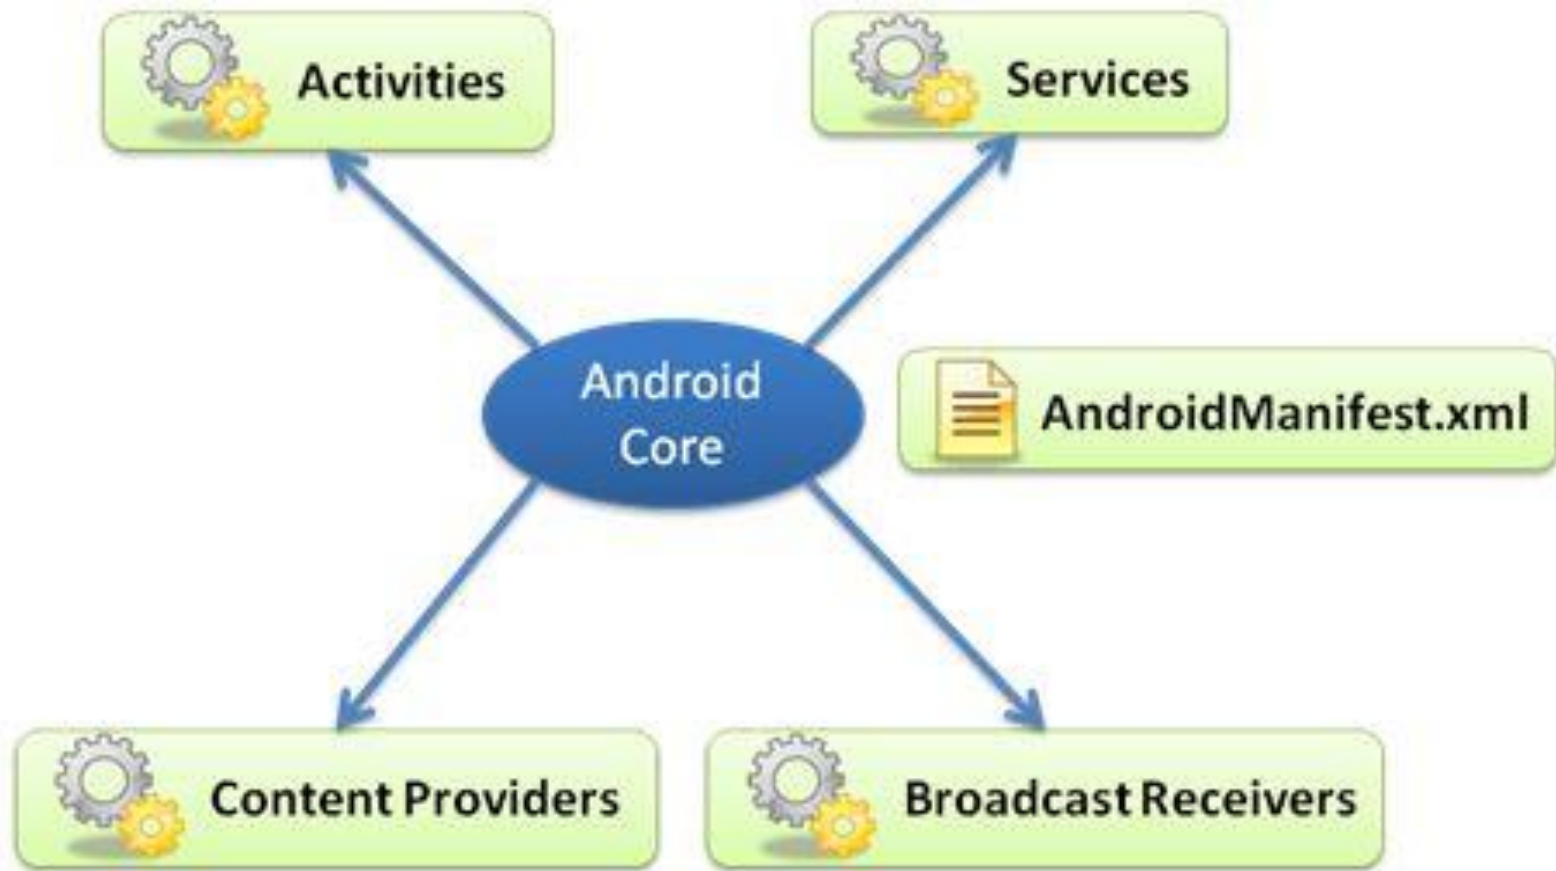 Activities
Services
Android
Core
AndroidManifest.xml
Content Providers
Broadcast Receivers